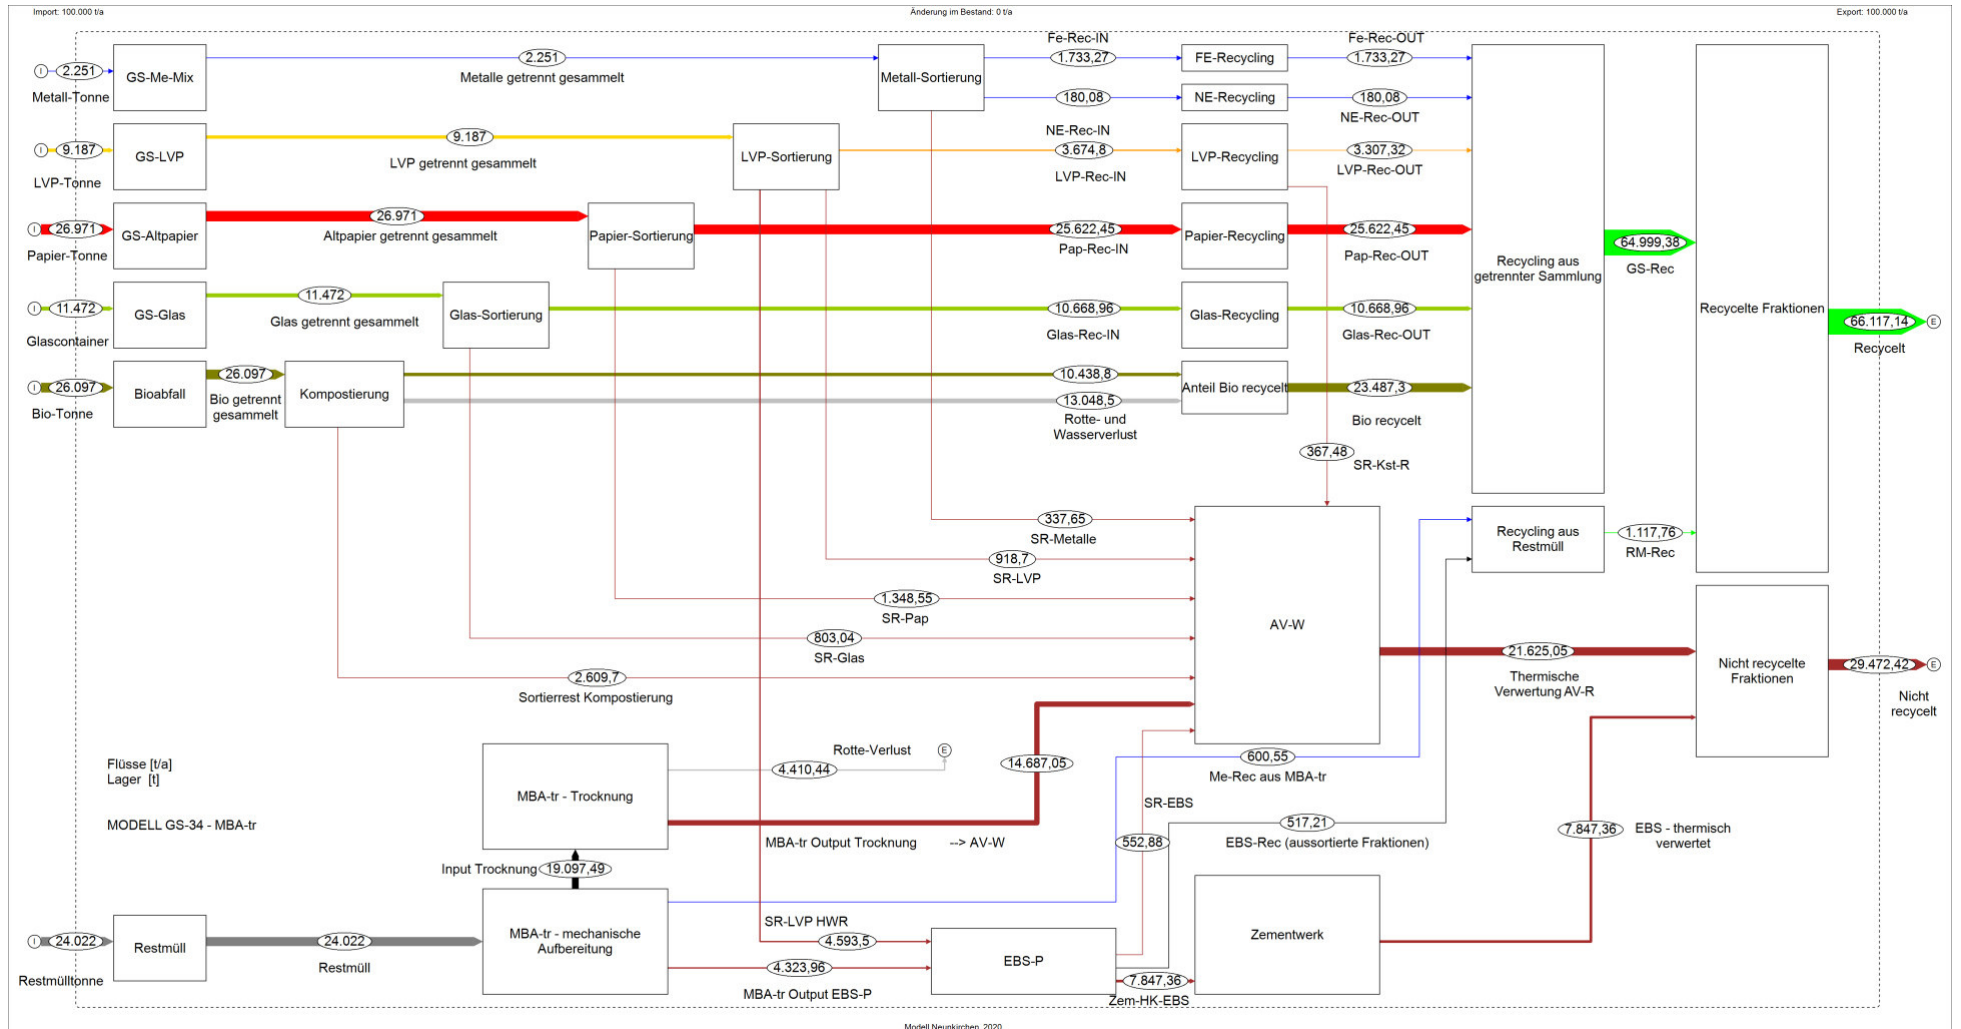 Import: 100.000 t/a
Änderung im Bestand: 0 t/a
Export: 100.000 t/a
I
2.251
Metall-Tonne
GS-Me-Mix
2.251
Metalle getrennt gesammelt
Metall-Sortierung
Fe-Rec-IN
1.733,27
FE-Recycling
Fe-Rec-OUT
1.733,27
180,08
NE-Rec-IN
NE-Recycling
180,08
NE-Rec-OUT
I
9.187
LVP-Tonne
GS-LVP
9.187
LVP getrennt gesammelt
LVP-Sortierung
3.674,8
LVP-Rec-IN
LVP-Recycling
3.307,32
LVP-Rec-OUT
I
26.971
Papier-Tonne
GS-Altpapier
26.971
Altpapier getrennt gesammelt
Papier-Sortierung
25.622,45
Pap-Rec-IN
Papier-Recycling
25.622,45
Pap-Rec-OUT
Recycling aus
getrennter Sammlung
64.999,38
GS-Rec
Recycelte Fraktionen
66.117,14
E
Recycelt
I
11.472
Glascontainer
GS-Glas
11.472
Glas getrennt gesammelt
Glas-Sortierung
10.668,96
Glas-Rec-IN
Glas-Recycling
10.668,96
Glas-Rec-OUT
I
26.097
Bio-Tonne
Bioabfall
26.097
Bio getrennt
gesammelt
Kompostierung
10.438,8
13.048,5
Rotte- und
Wasserverlust
Anteil Bio recycelt
23.487,3
Bio recycelt
367,48
SR-Kst-R
337,65
SR-Metalle
918,7
SR-LVP
1.348,55
SR-Pap
803,04
SR-Glas
2.609,7
Sortierrest Kompostierung
AV-W
Recycling aus
Restmüll
1.117,76
RM-Rec
21.625,05
Thermische
Verwertung AV-R
Nicht recycelte
Fraktionen
29.472,42
E
Nicht
recycelt
Flüsse [t/a]
Lager [t]
MODELL GS-34 - MBA-tr
MBA-tr - Trocknung
Rotte-Verlust
E
4.410,44
14.687,05
600,55
Me-Rec aus MBA-tr
SR-EBS
552,88
517,21
EBS-Rec (aussortierte Fraktionen)
7.847,36
EBS - thermisch
verwertet
MBA-tr Output Trocknung --> AV-W
Input Trocknung
19.097,49
I
24.022
Restmülltonne
Restmüll
24.022
Restmüll
MBA-tr - mechanische
Aufbereitung
SR-LVP HWR
4.593,5
4.323,96
MBA-tr Output EBS-P
EBS-P
7.847,36
Zem-HK-EBS
Zementwerk
Modell Neunkirchen, 2020